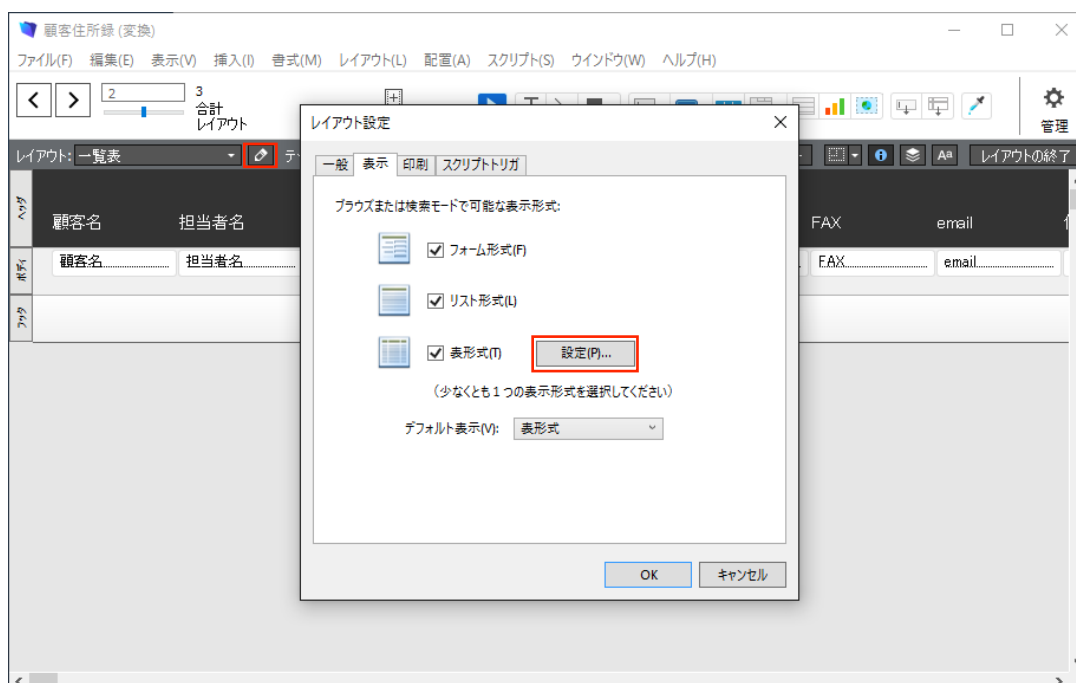 顧客住所録 (変換)
ファイル(F) 編集(E) 表示(V) 挿入(I) 書式(M) レイアウト(L) 配置(A) スクリプト(S) ウインドウ(W) ヘルプ(H)
2
3
合計
レイアウト
管理
レイアウト: 一覧表
テ
Aa
レイアウトの終了
ヘッダ
顧客名 担当者名 FAX email
ボディ
顧客名 担当者名 FAX email
フッタ
レイアウト設定
一般 表示 印刷 スクリプトトリガ
ブラウズまたは検索モードで可能な表示形式:
フォーム形式(F)
リスト形式(L)
表形式(T) 設定(P)...
(少なくとも１つの表示形式を選択してください)
デフォルト表示(V): 表形式
OK キャンセル